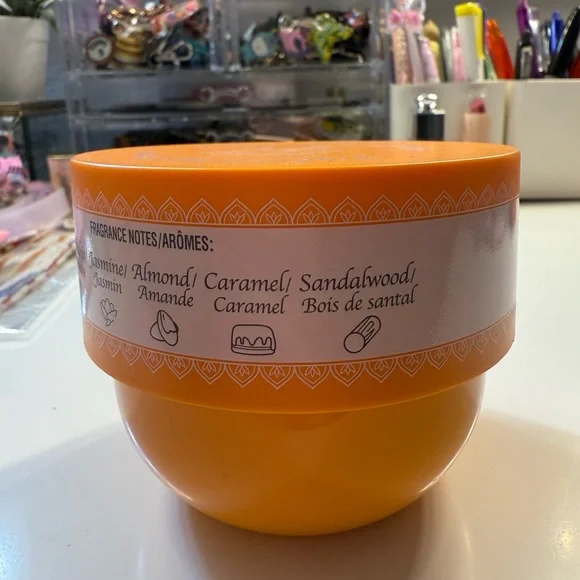 FRAGRANCE NOTES/ARÔMES:
Jasmine/ Almond/ Caramel/ Sandalwood/
Jasmin Amande Caramel Bois de santal